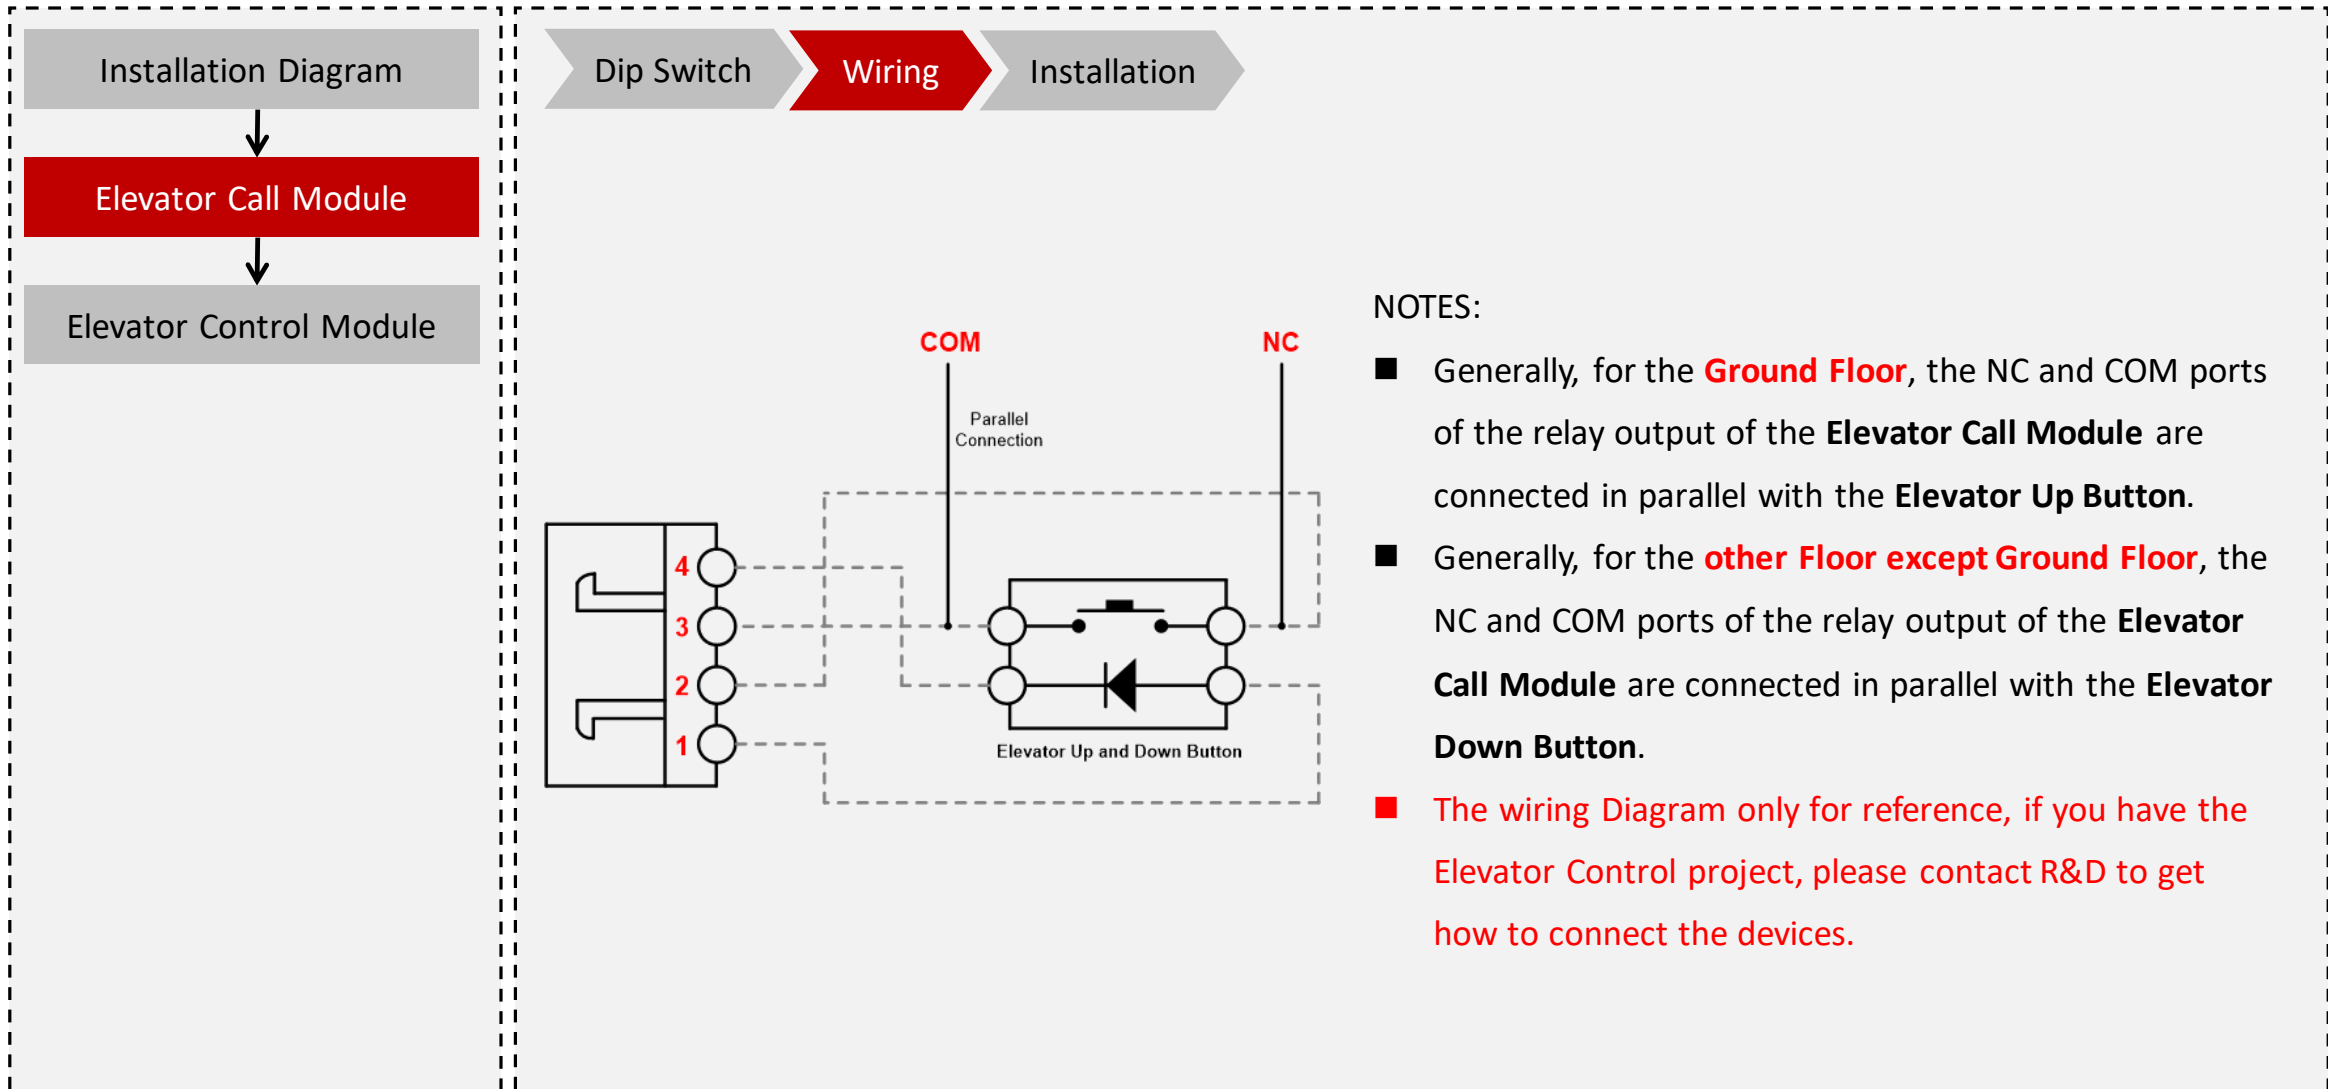 Installation Diagram
Elevator Call Module
Elevator Control Module
Dip Switch
Wiring
Installation
COM
NC
Parallel
Connection
4
3
2
1
Elevator Up and Down Button
NOTES:
Generally, for the Ground Floor, the NC and COM ports
of the relay output of the Elevator Call Module are
connected in parallel with the Elevator Up Button.
Generally, for the other Floor except Ground Floor, the
NC and COM ports of the relay output of the Elevator
Call Module are connected in parallel with the Elevator
Down Button.
The wiring Diagram only for reference, if you have the
Elevator Control project, please contact R&D to get
how to connect the devices.